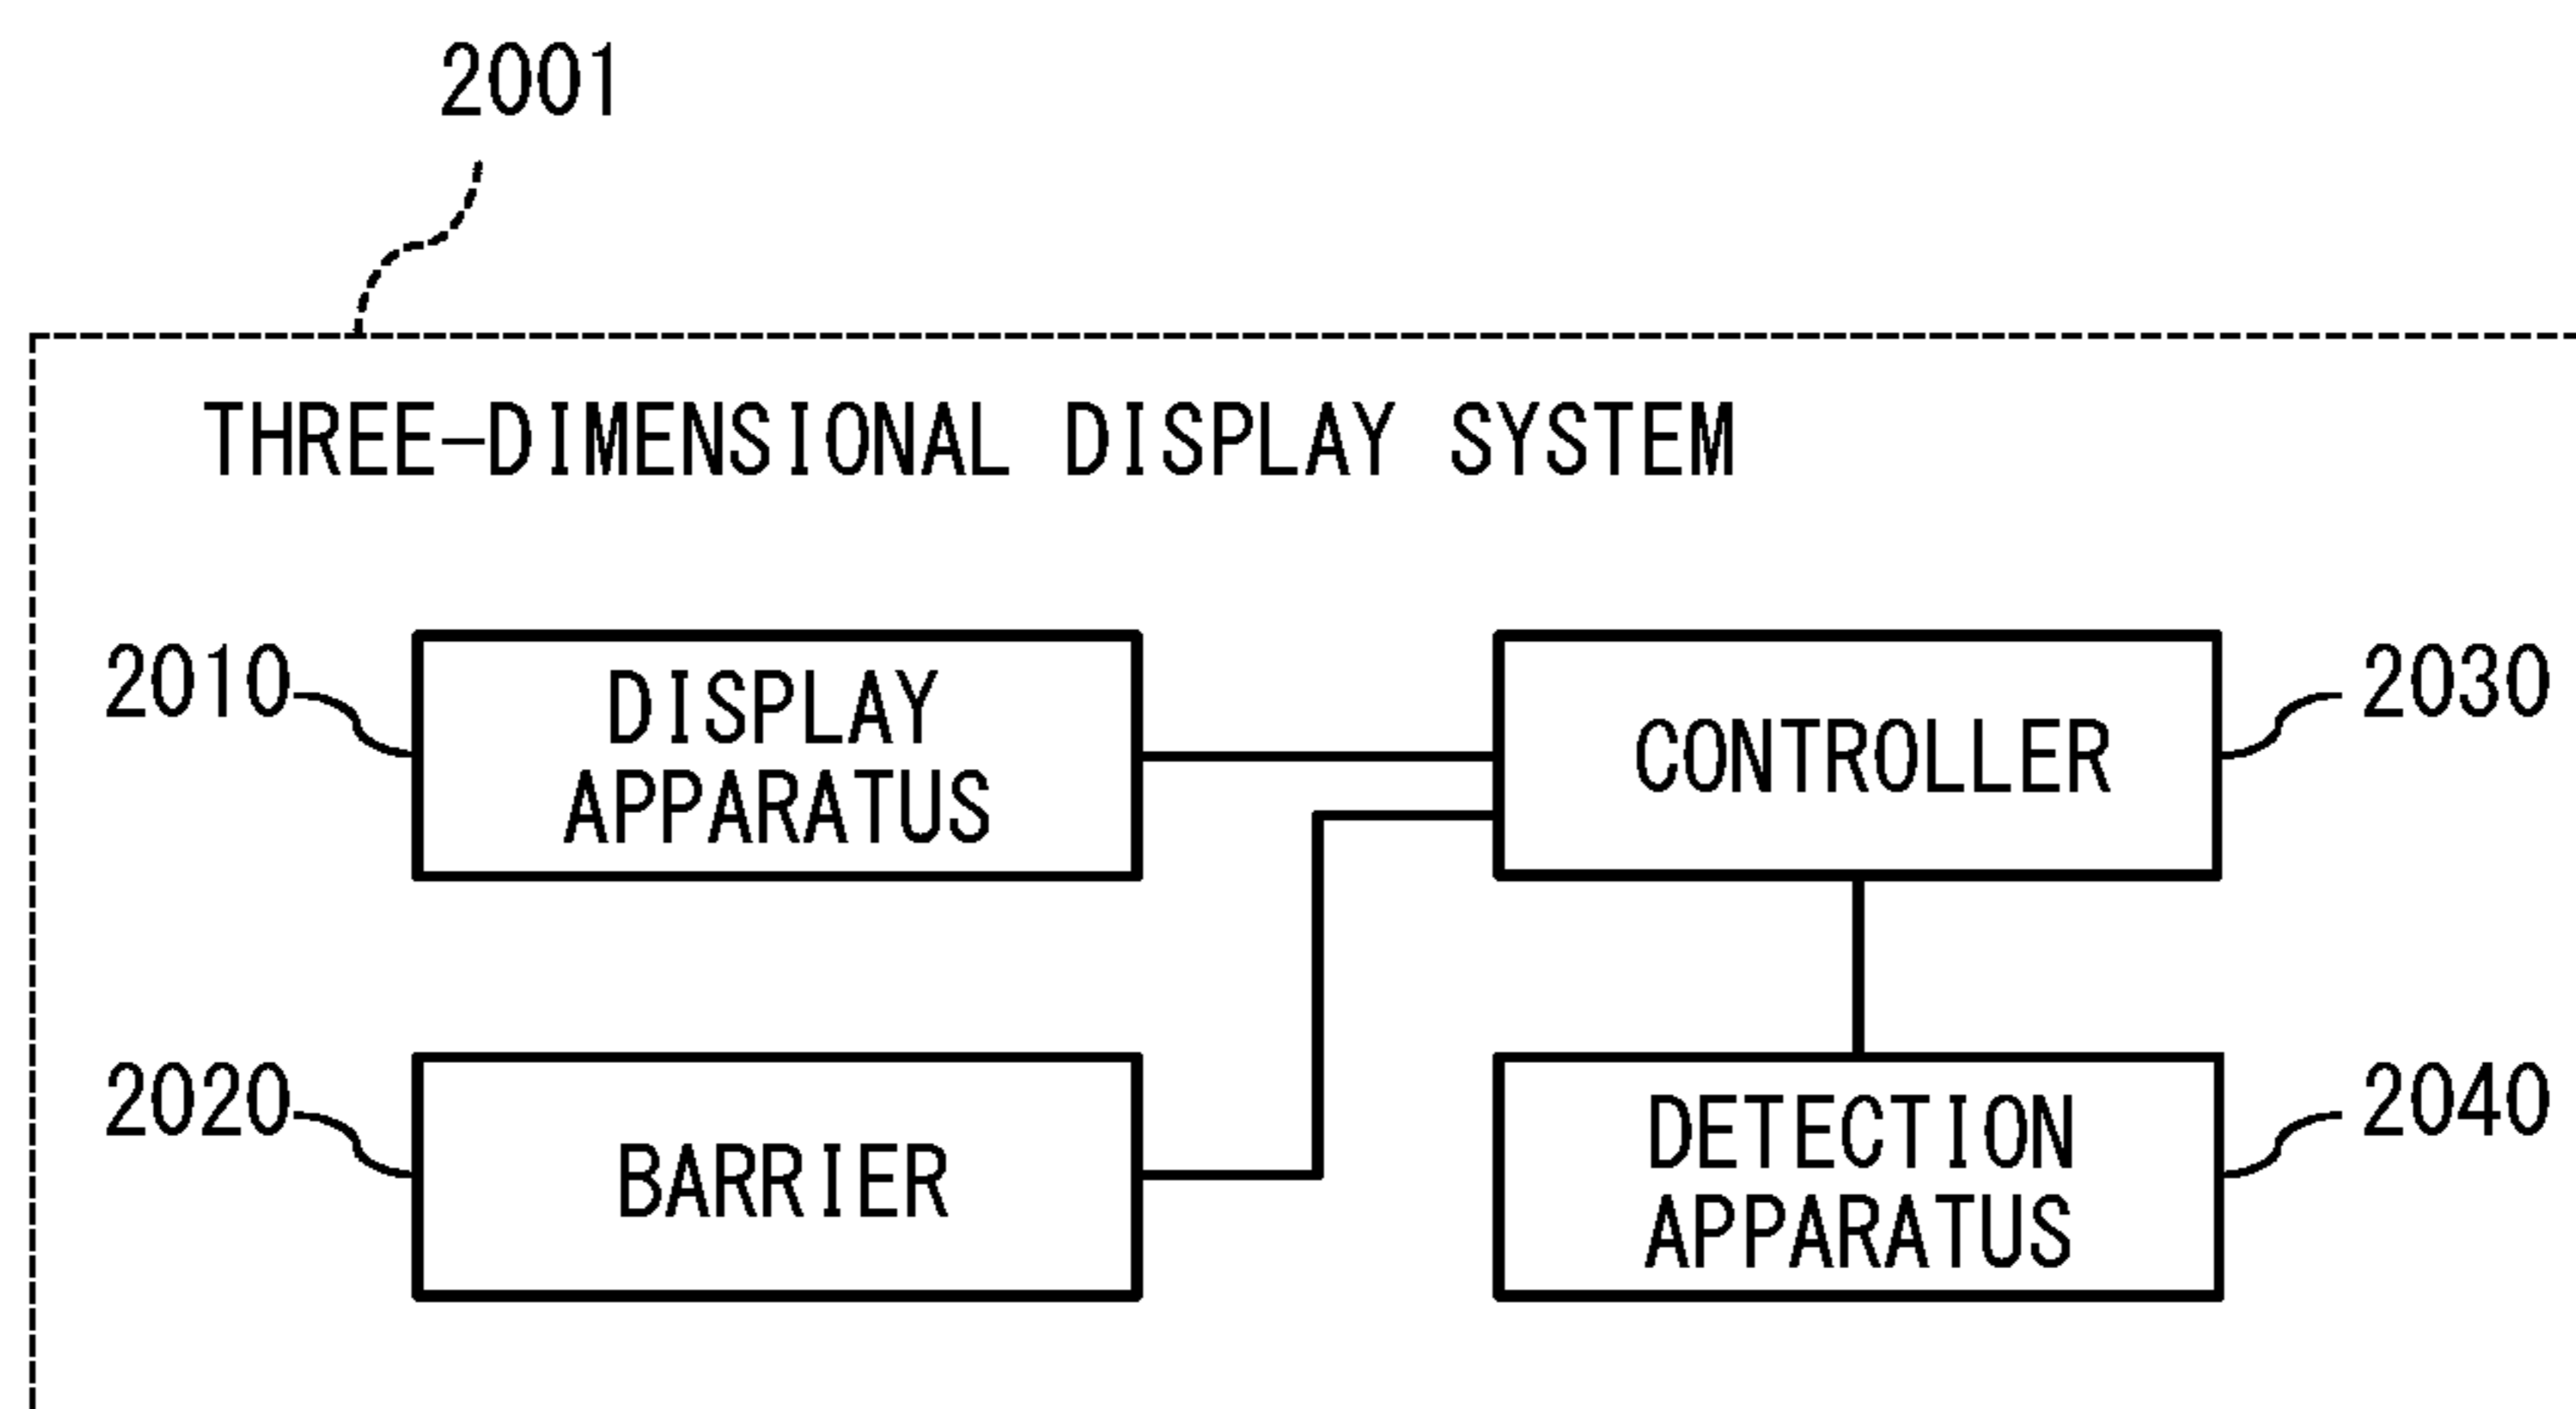 2001
THREE-DIMENSIONAL DISPLAY SYSTEM
2010
DISPLAY
APPARATUS
CONTROLLER
2030
2020
BARRIER
DETECTION
APPARATUS
2040